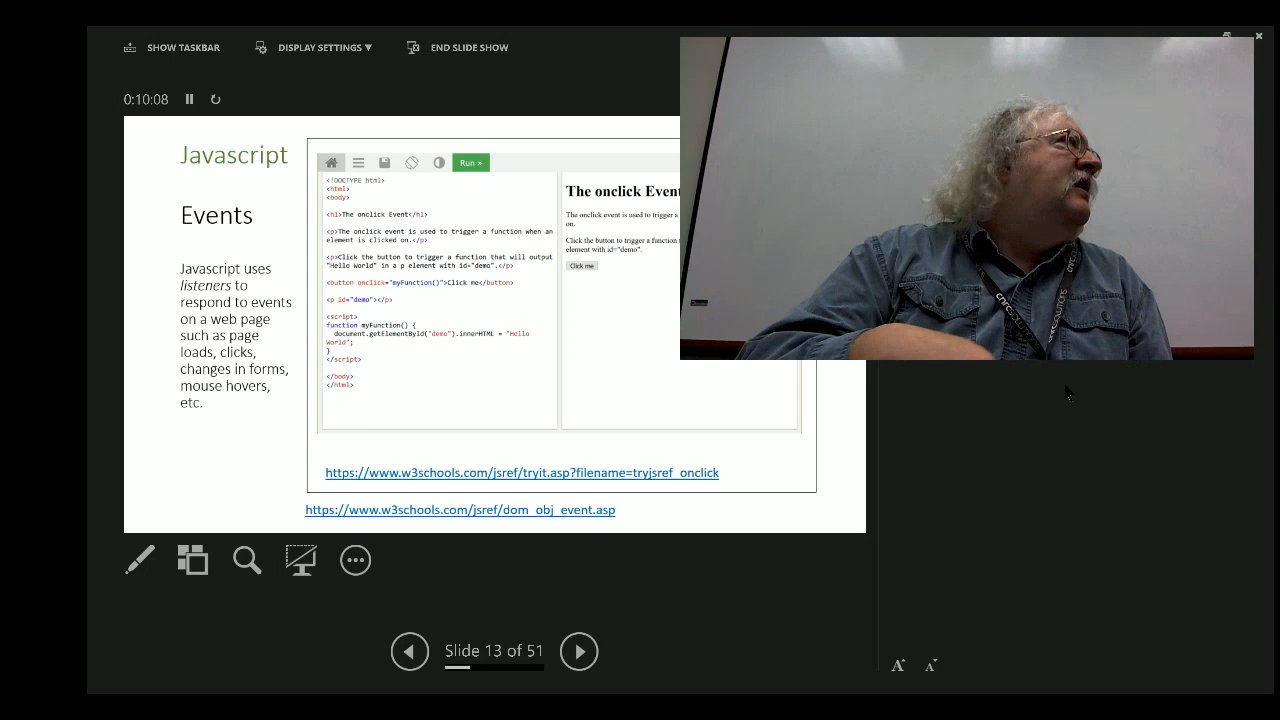 SHOW TASKBAR
DISPLAY SETTINGS ▼
END SLIDE SHOW
0:10:08
Javascript
Events
Javascript uses
listeners to
respond to events
on a web page
such as page
loads, clicks,
changes in forms,
mouse hovers,
etc.
Run »
<!DOCTYPE html>
<html>
<body>
<h1>The onclick Event</h1>
<p>The onclick event is used to trigger a function when an
element is clicked on.</p>
<p>Click the button to trigger a function that will output
"Hello World" in a p element with id="demo".</p>
<button onclick="myFunction()">Click me</button>
<p id="demo"></p>
<script>
function myFunction() {
document.getElementById("demo").innerHTML = "Hello
World";
}
</script>
</body>
</html>
The onclick Even
The onclick event is used to trigger a
on.
Click the button to trigger a function
element with id="demo".
Click me
https://www.w3schools.com/jsref/tryit.asp?filename=tryjsref_onclick
https://www.w3schools.com/jsref/dom_obj_event.asp
Slide 13 of 51
A A